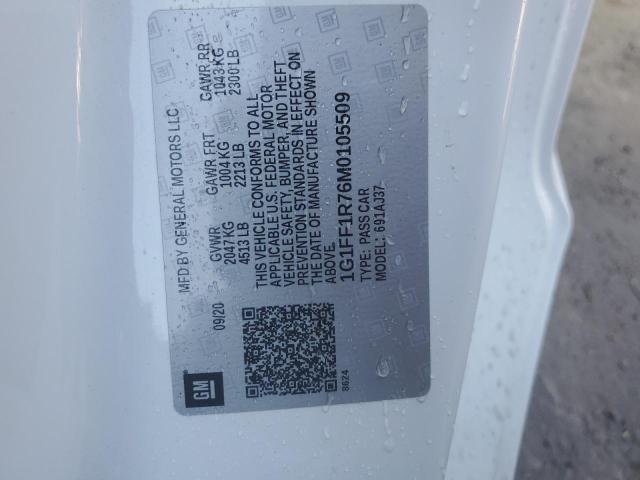 MFD BY GENERAL MOTORS LLC
09/20 GVWR GAWR FRT GAWR RR
2047 KG 1004 KG 1043 KG
4513 LB 2213 LB 2300 LB
THIS VEHICLE CONFORMS TO ALL
APPLICABLE U.S. FEDERAL MOTOR
VEHICLE SAFETY, BUMPER, AND THEFT
PREVENTION STANDARDS IN EFFECT ON
THE DATE OF MANUFACTURE SHOWN
ABOVE.
1G1FF1R76M0105509
TYPE: PASS CAR
MODEL: 691AJ37
GM
8624